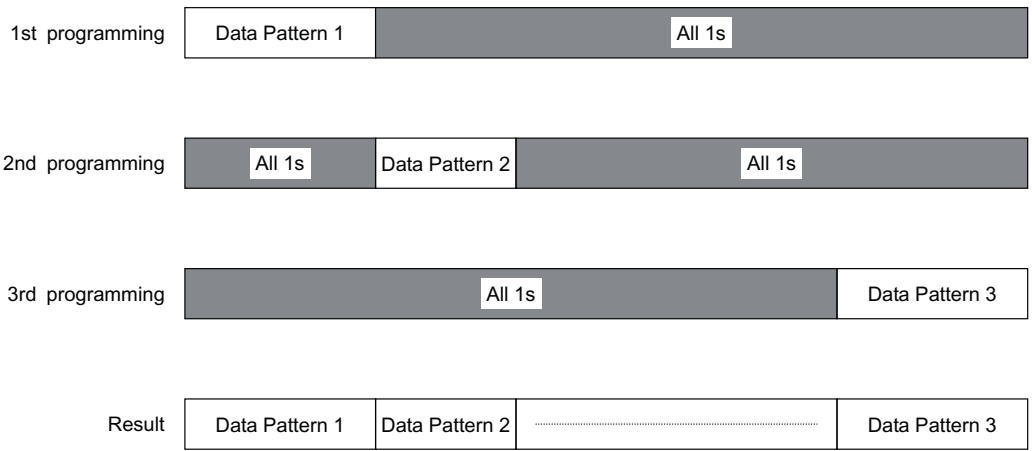 1st programming Data Pattern 1 All 1s
2nd programming All 1s Data Pattern 2 All 1s
3rd programming All 1s Data Pattern 3
Result Data Pattern 1 Data Pattern 2 Data Pattern 3